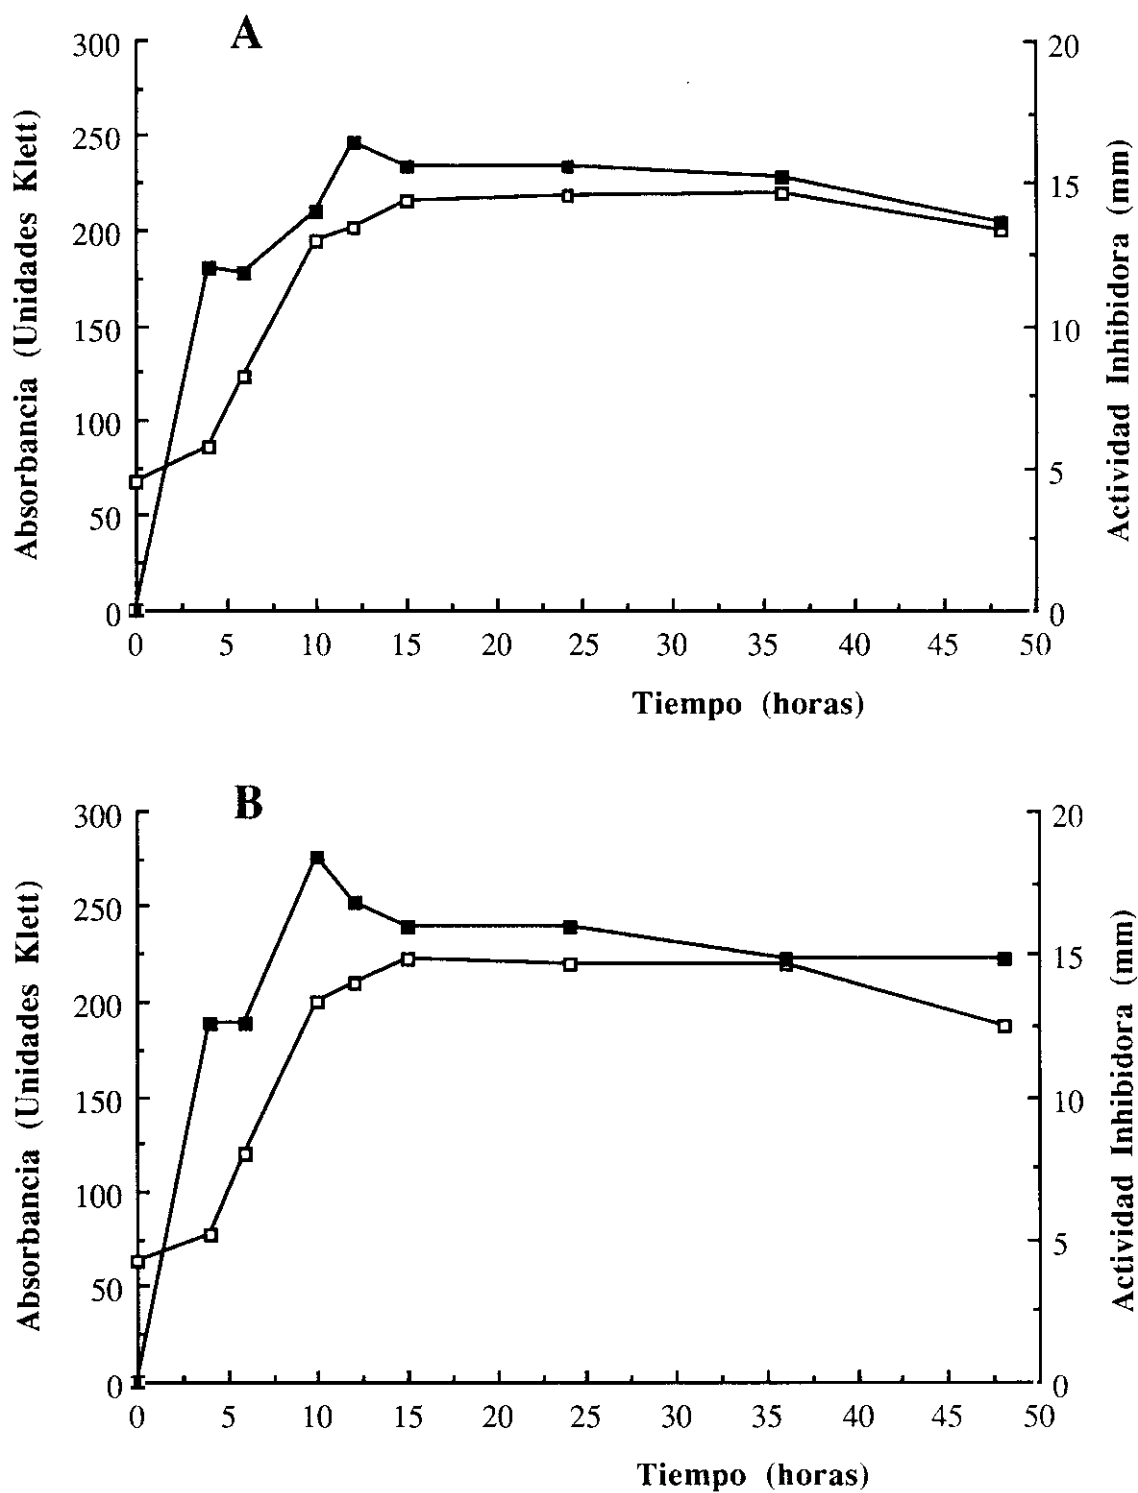 A
300
250
200
150
100
50
0
Absorbancia (Unidades Klett)
20
15
10
5
0
Actividad Inhibidora (mm)
0 5 10 15 20 25 30 35 40 45 50
Tiempo (horas)
B
300
250
200
150
100
50
0
Absorbancia (Unidades Klett)
20
15
10
5
0
Actividad Inhibidora (mm)
0 5 10 15 20 25 30 35 40 45 50
Tiempo (horas)